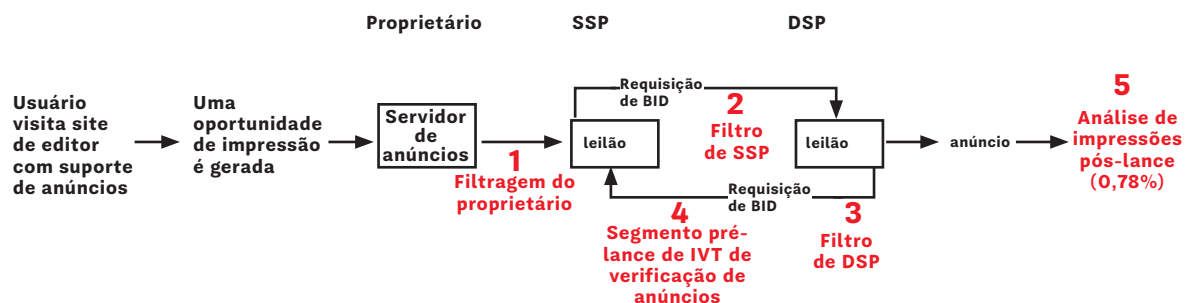 Proprietário
SSP
DSP
Usuário
visita site
de editor
com suporte
de anúncios
Uma
oportunidade
de impressão
é gerada
Servidor
de
anúncios
1
Filtragem do
proprietário
leilão
Requisição
de BID
2
Filtro
de SSP
leilão
Requisição
de BID
3
Filtro
de DSP
4
Segmento pré-
lance de IVT de
verificação de
anúncios
anúncio
5
Análise de
impressões
pós-lance
(0,78%)